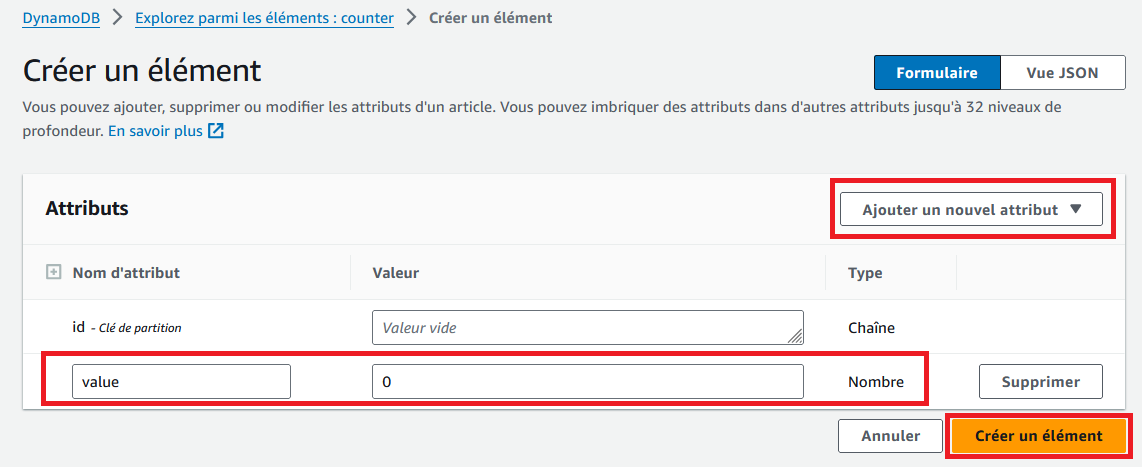 DynamoDB > Explorez parmi les éléments : counter > Créer un élément
Créer un élément
Formulaire Vue JSON
Vous pouvez ajouter, supprimer ou modifier les attributs d'un article. Vous pouvez imbriquer des attributs dans d'autres attributs jusqu'à 32 niveaux de
profondeur. En savoir plus
Attributs
Ajouter un nouvel attribut
Nom d'attribut Valeur Type
id - Clé de partition Valeur vide Chaîne
value 0 Nombre Supprimer
Annuler Créer un élément